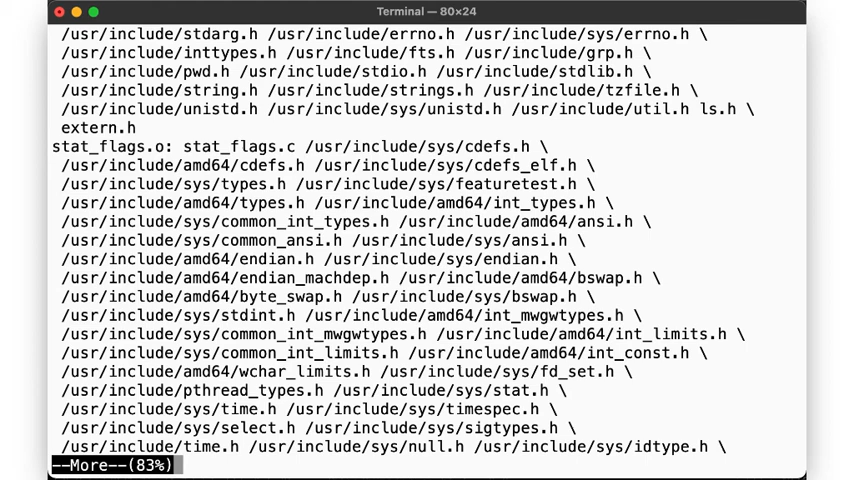 Terminal — 80×24
/usr/include/stdarg.h /usr/include/errno.h /usr/include/sys/errno.h \
/usr/include/inttypes.h /usr/include/fts.h /usr/include/grp.h \
/usr/include/pwd.h /usr/include/stdio.h /usr/include/stdlib.h \
/usr/include/string.h /usr/include/strings.h /usr/include/tzfile.h \
/usr/include/unistd.h /usr/include/sys/unistd.h /usr/include/util.h ls.h \
extern.h
stat_flags.o: stat_flags.c /usr/include/sys/cdefs.h \
/usr/include/amd64/cdefs.h /usr/include/sys/cdefs_elf.h \
/usr/include/sys/types.h /usr/include/sys/featuretest.h \
/usr/include/amd64/types.h /usr/include/amd64/int_types.h \
/usr/include/sys/common_int_types.h /usr/include/amd64/ansi.h \
/usr/include/sys/common_ansi.h /usr/include/sys/ansi.h \
/usr/include/amd64/endian.h /usr/include/sys/endian.h \
/usr/include/amd64/endian_machdep.h /usr/include/amd64/bswap.h \
/usr/include/amd64/byte_swap.h /usr/include/sys/bswap.h \
/usr/include/sys/stdint.h /usr/include/amd64/int_mwgwtypes.h \
/usr/include/sys/common_int_mwgwtypes.h /usr/include/amd64/int_limits.h \
/usr/include/sys/common_int_limits.h /usr/include/amd64/int_const.h \
/usr/include/amd64/wchar_limits.h /usr/include/sys/fd_set.h \
/usr/include/pthread_types.h /usr/include/sys/stat.h \
/usr/include/sys/time.h /usr/include/sys/timespec.h \
/usr/include/sys/select.h /usr/include/sys/sigtypes.h \
/usr/include/time.h /usr/include/sys/null.h /usr/include/sys/idtype.h \
--More--(83%)